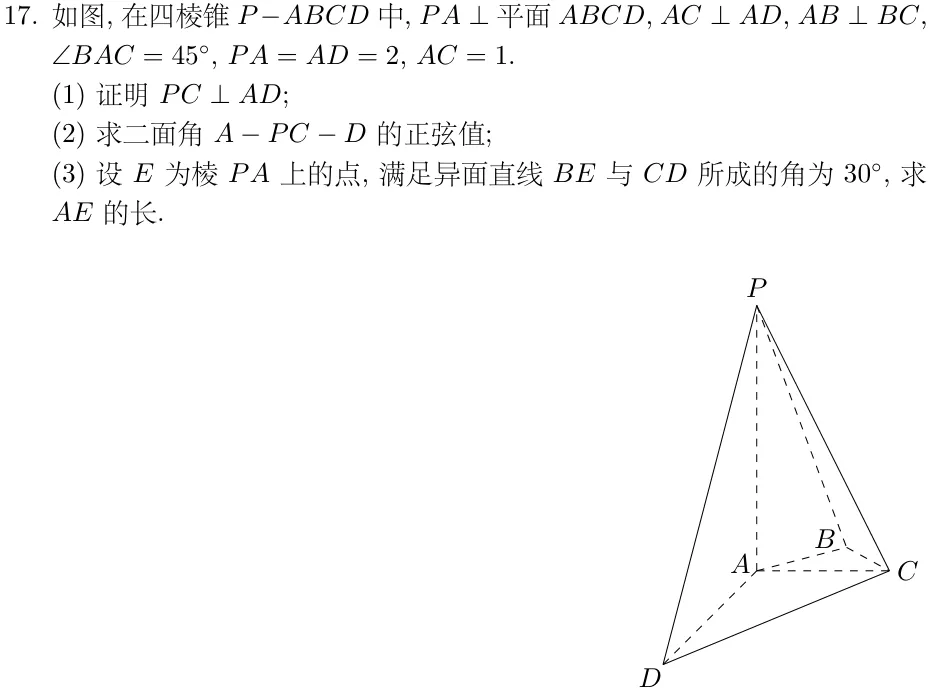 17. 如图, 在四棱锥 P−ABCD 中, PA ⊥ 平面 ABCD, AC ⊥ AD, AB ⊥ BC,
∠BAC = 45°, PA = AD = 2, AC = 1.
(1) 证明 PC ⊥ AD;
(2) 求二面角 A − PC − D 的正弦值;
(3) 设 E 为棱 PA 上的点, 满足异面直线 BE 与 CD 所成的角为 30°, 求
AE 的长.
P
B
A
C
D